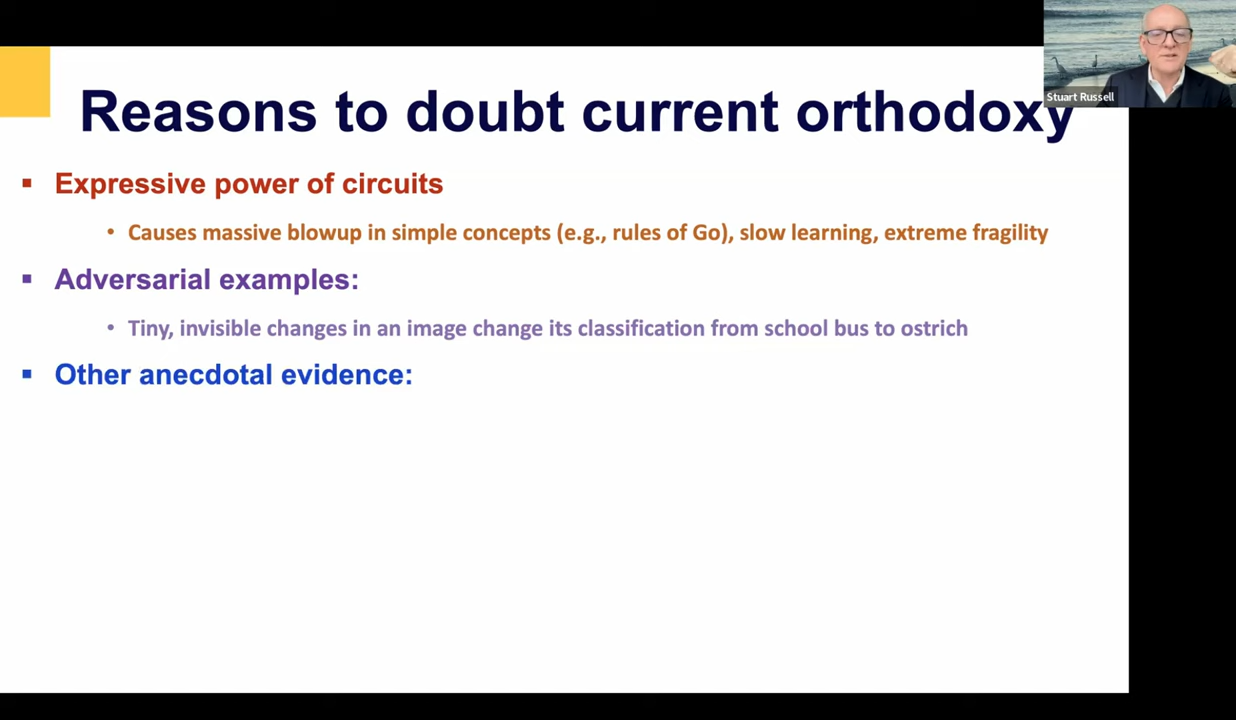 Reasons to doubt current orthodoxy
Stuart Russell
▪ Expressive power of circuits
• Causes massive blowup in simple concepts (e.g., rules of Go), slow learning, extreme fragility
▪ Adversarial examples:
• Tiny, invisible changes in an image change its classification from school bus to ostrich
▪ Other anecdotal evidence: